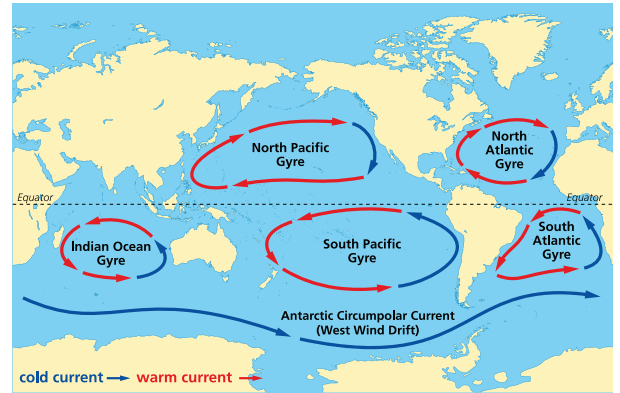 North Pacific
Gyre
North
Atlantic
Gyre
Equator
Equator
Indian Ocean
Gyre
South Pacific
Gyre
South
Atlantic
Gyre
Antarctic Circumpolar Current
(West Wind Drift)
cold current
warm current